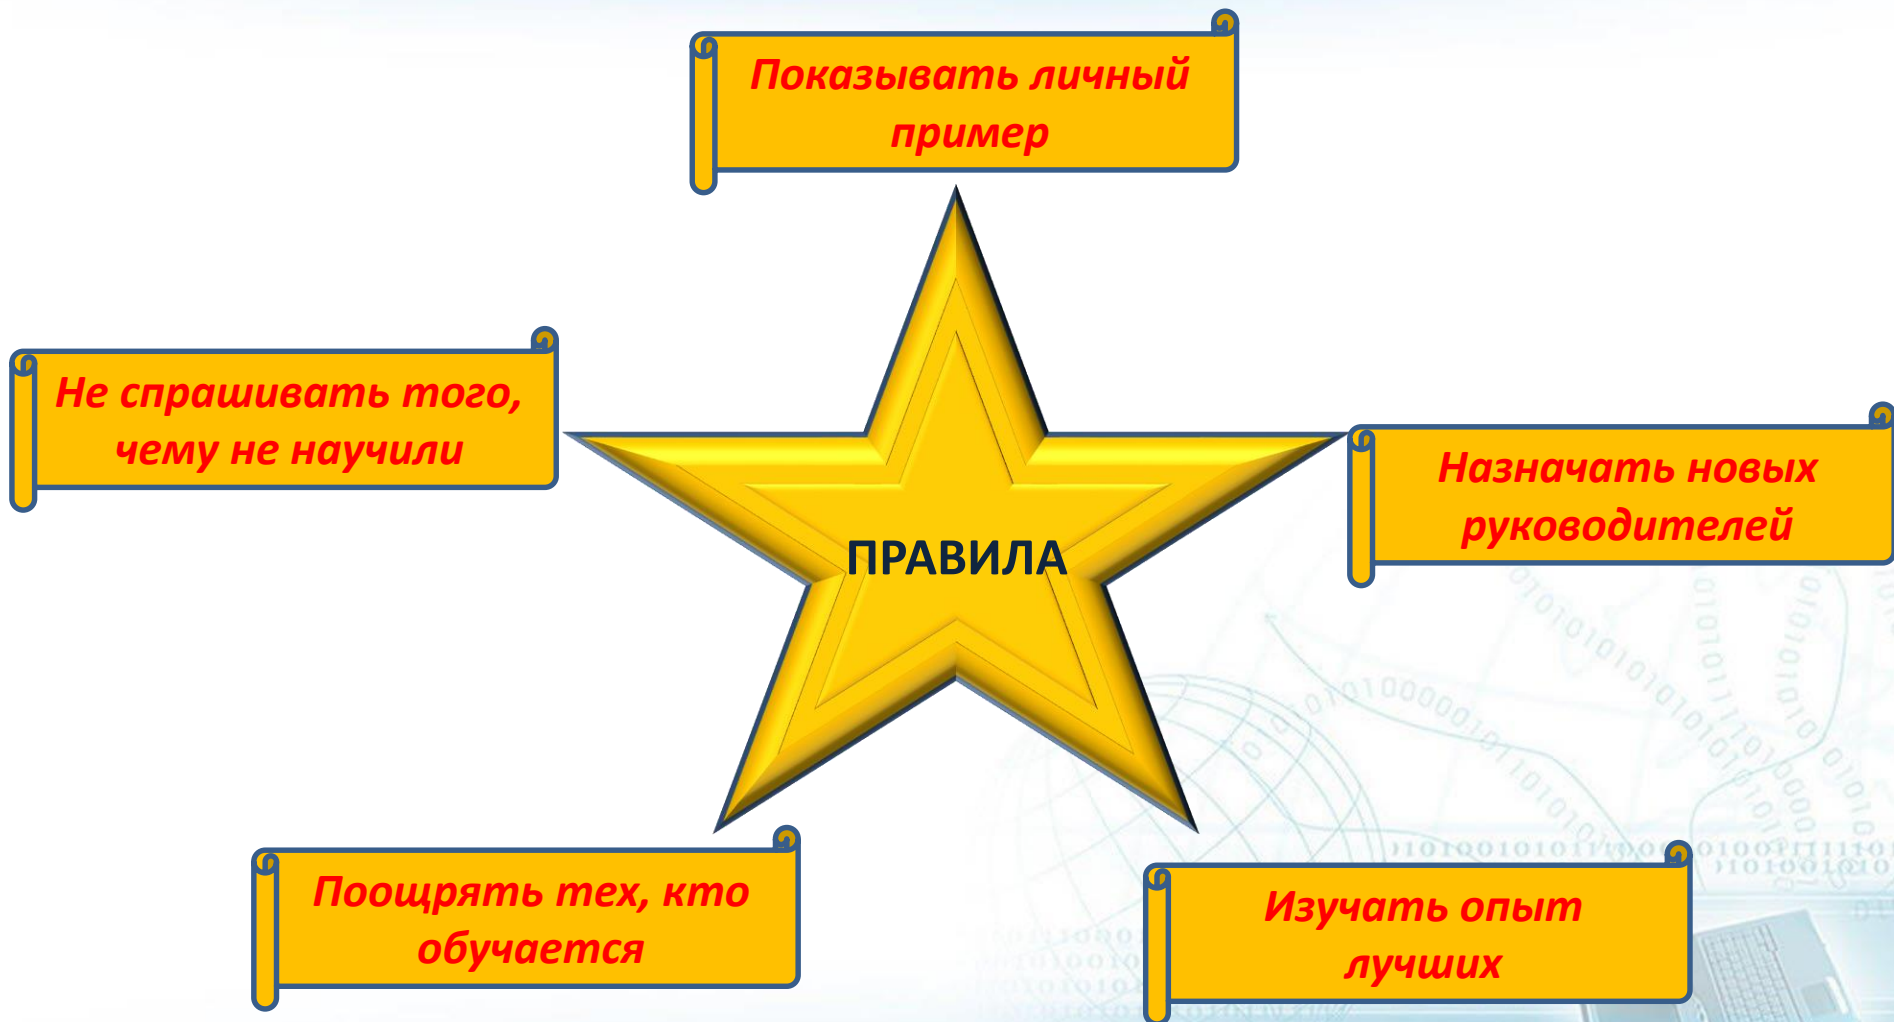 Показывать личный
пример
Не спрашивать того,
чему не научили
Назначать новых
руководителей
ПРАВИЛА
Поощрять тех, кто
обучается
Изучать опыт
лучших